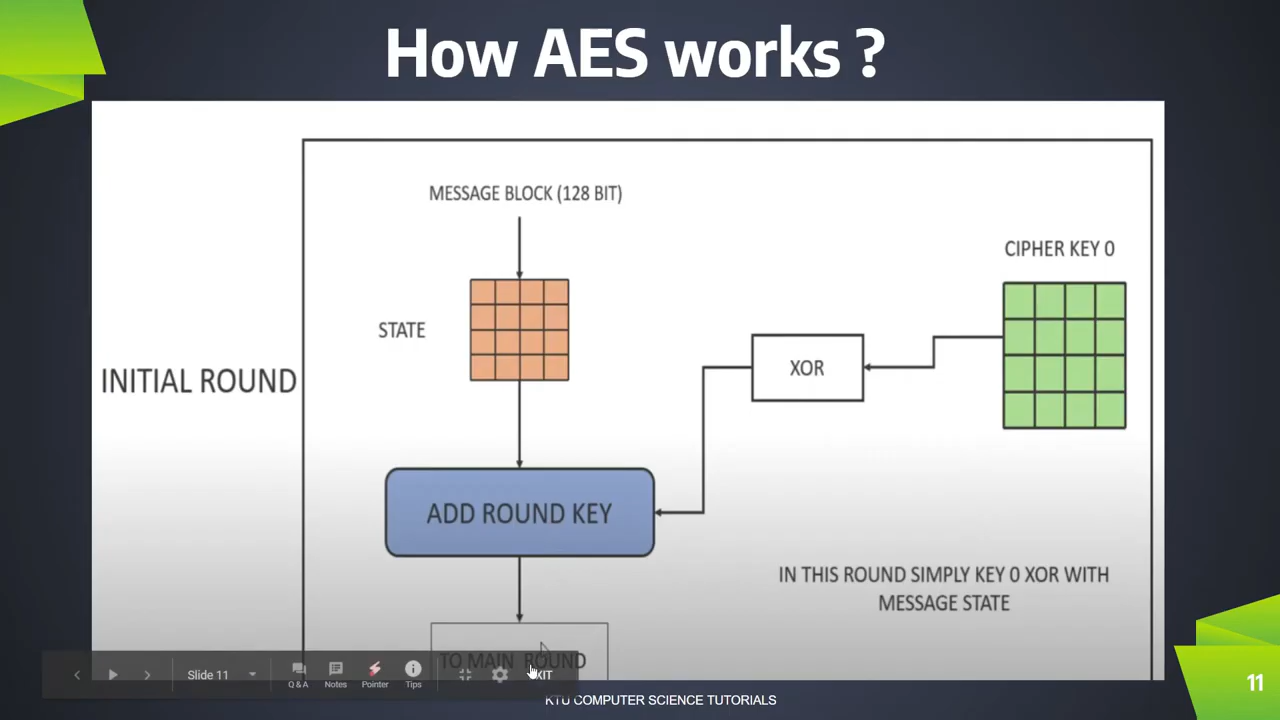 How AES works ?
MESSAGE BLOCK (128 BIT)
CIPHER KEY 0
STATE
XOR
INITIAL ROUND
ADD ROUND KEY
IN THIS ROUND SIMPLY KEY 0 XOR WITH
MESSAGE STATE
TO MAIN ROUND
Slide 11
Q & A
Notes
Pointer
Tips
EXIT
KTU COMPUTER SCIENCE TUTORIALS
11